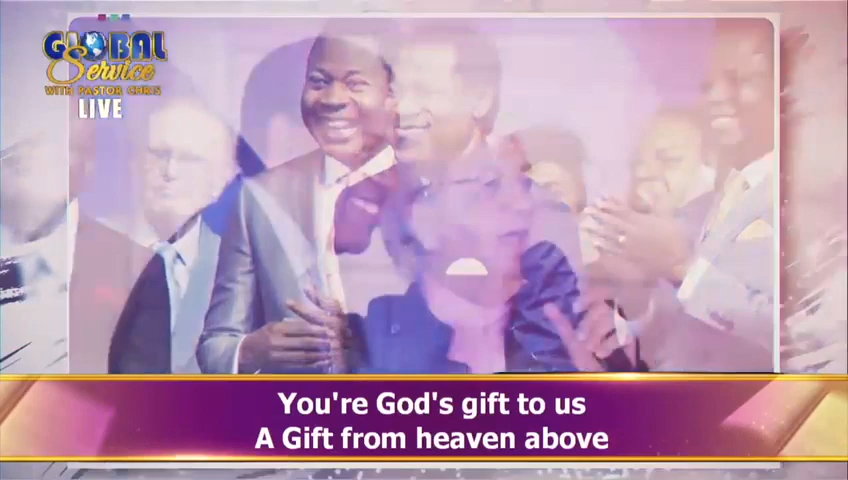 GLOBAL
Service
WITH PASTOR CHRIS
LIVE
You're God's gift to us
A Gift from heaven above